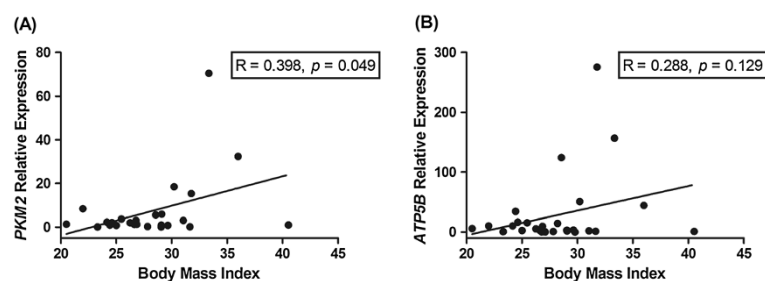 (A)
R = 0.398, p = 0.049
PKM2 Relative Expression
80
60
40
20
0
20 25 30 35 40 45
Body Mass Index
(B)
R = 0.288, p = 0.129
ATP5B Relative Expression
300
200
100
0
20 25 30 35 40 45
Body Mass Index